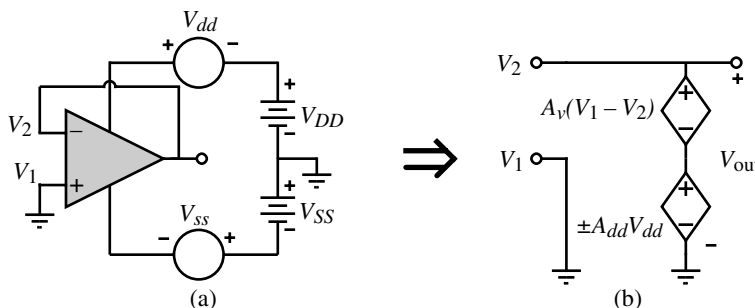 V_dd
+ −
+
V_DD
−
V_2
−
V_1
+
+
V_SS
−
V_ss
− +
(a)
⇒
V_2
+
+
A_v(V_1 – V_2)
−
V_1
V_out
+
±A_dd V_dd
−
−
(b)